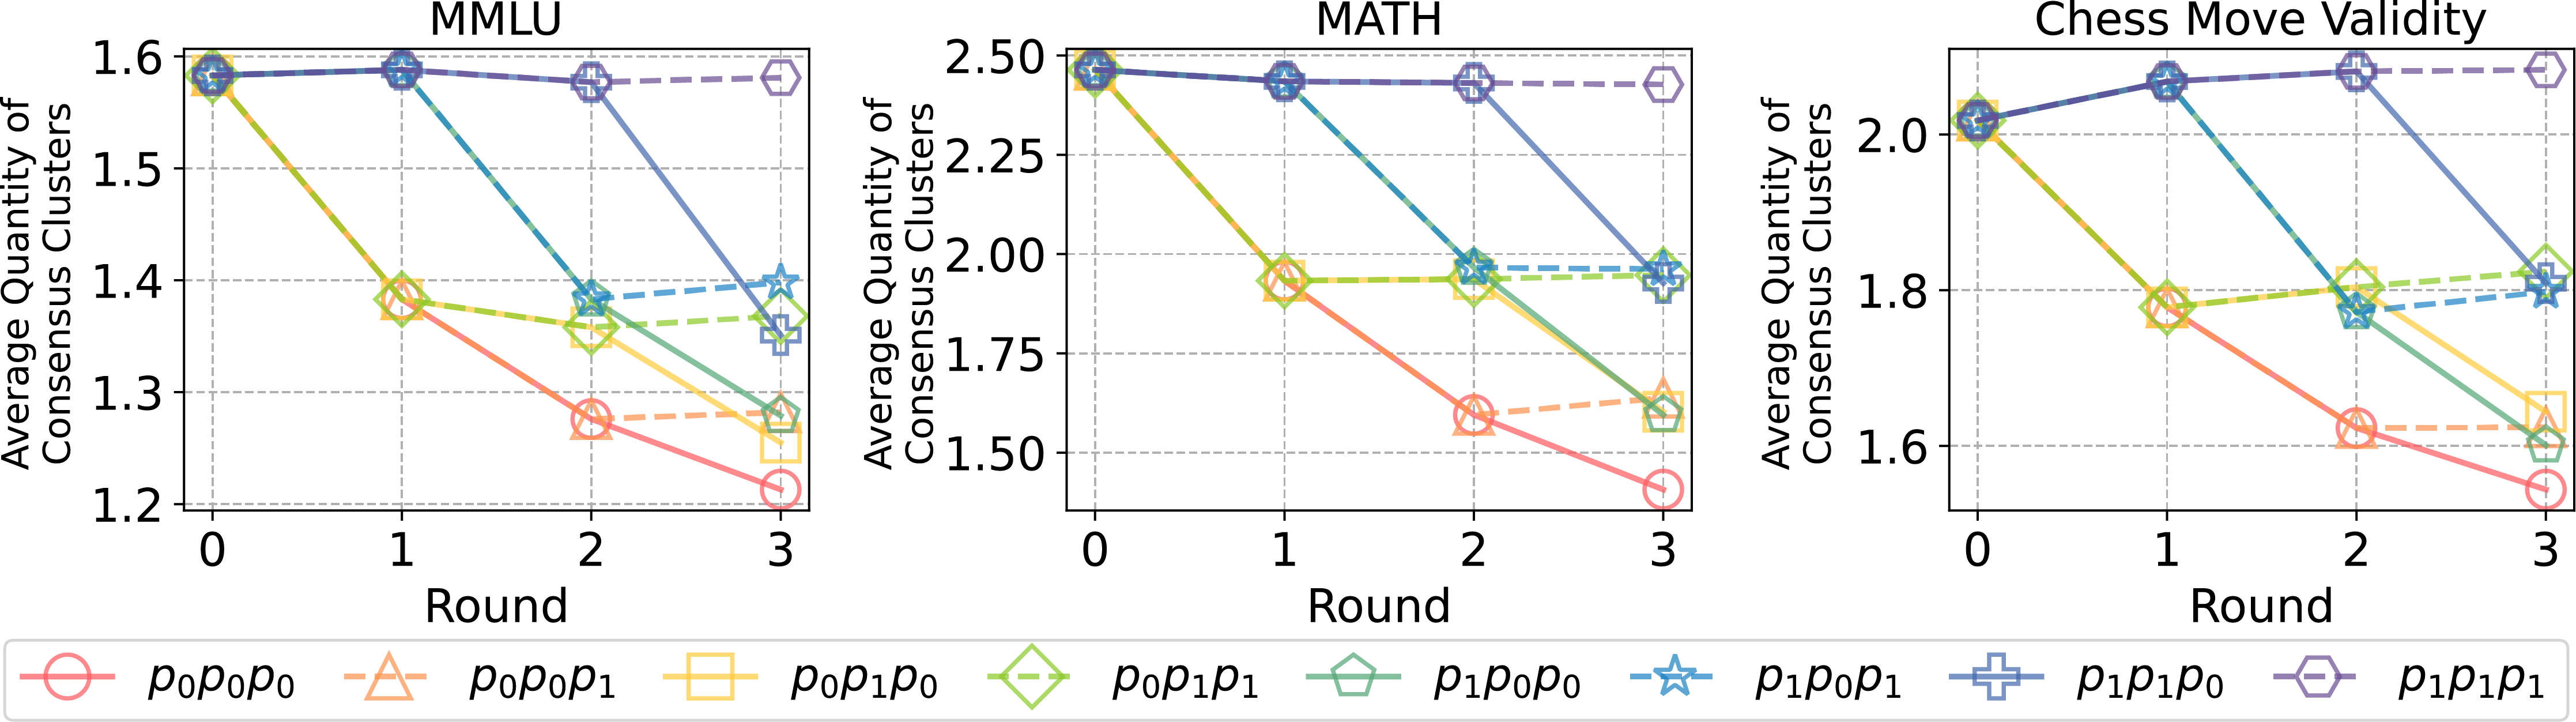 MMLU
MATH
Chess Move Validity
Average Quantity of
Consensus Clusters
1.6
1.5
1.4
1.3
1.2
0 1 2 3
Round
Average Quantity of
Consensus Clusters
2.50
2.25
2.00
1.75
1.50
0 1 2 3
Round
Average Quantity of
Consensus Clusters
2.0
1.8
1.6
0 1 2 3
Round
p₀p₀p₀ p₀p₀p₁ p₀p₁p₀ p₀p₁p₁ p₁p₀p₀ p₁p₀p₁ p₁p₁p₀ p₁p₁p₁